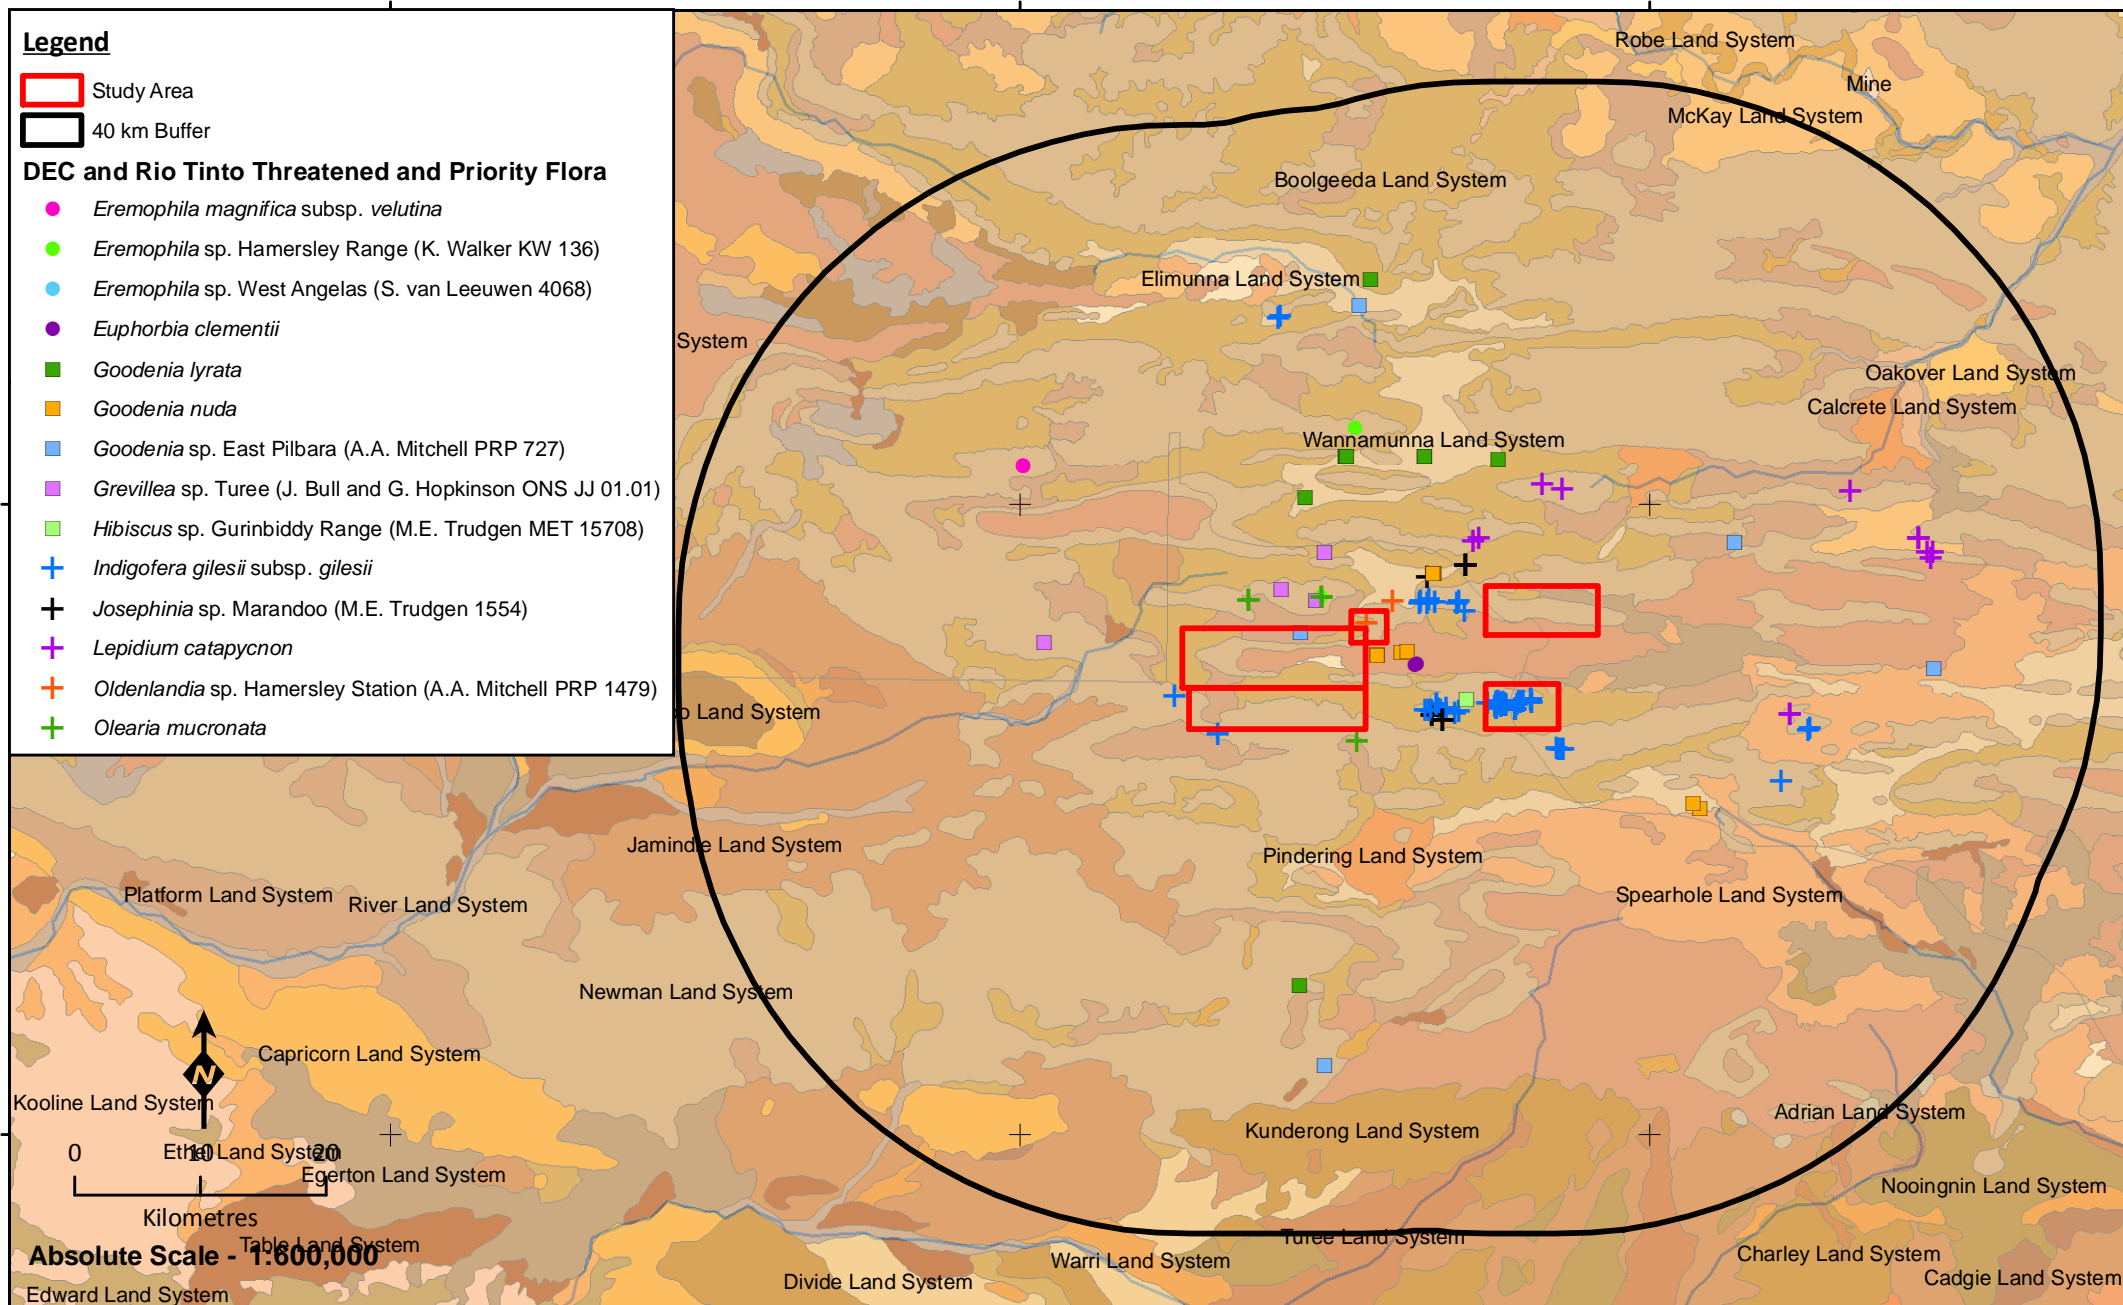 Legend
Study Area
40 km Buffer
DEC and Rio Tinto Threatened and Priority Flora
Eremophila magnifica subsp. velutina
Eremophila sp. Hamersley Range (K. Walker KW 136)
Eremophila sp. West Angelas (S. van Leeuwen 4068)
Euphorbia clementii
Goodenia lyrata
Goodenia nuda
Goodenia sp. East Pilbara (A.A. Mitchell PRP 727)
Grevillea sp. Turee (J. Bull and G. Hopkinson ONS JJ 01.01)
Hibiscus sp. Gurinbiddy Range (M.E. Trudgen MET 15708)
Indigofera gilesii subsp. gilesii
Josephinia sp. Marandoo (M.E. Trudgen 1554)
Lepidium catapycnon
Oldenlandia sp. Hamersley Station (A.A. Mitchell PRP 1479)
Olearia mucronata
Robe Land System
Mine
McKay Land System
Boolgeeda Land System
Elimunna Land System
System
Oakover Land System
Calcrete Land System
Wannamunna Land System
o Land System
Jamindie Land System
Pindering Land System
Platform Land System
River Land System
Spearhole Land System
Newman Land System
Capricorn Land System
Kooline Land System
Adrian Land System
Kunderong Land System
N
0 10 20
Ethel Land System
Egerton Land System
Nooingnin Land System
Kilometres
Table Land System
Turee Land System
Absolute Scale - 1:600,000
Warri Land System
Charley Land System
Divide Land System
Cadgie Land System
Edward Land System